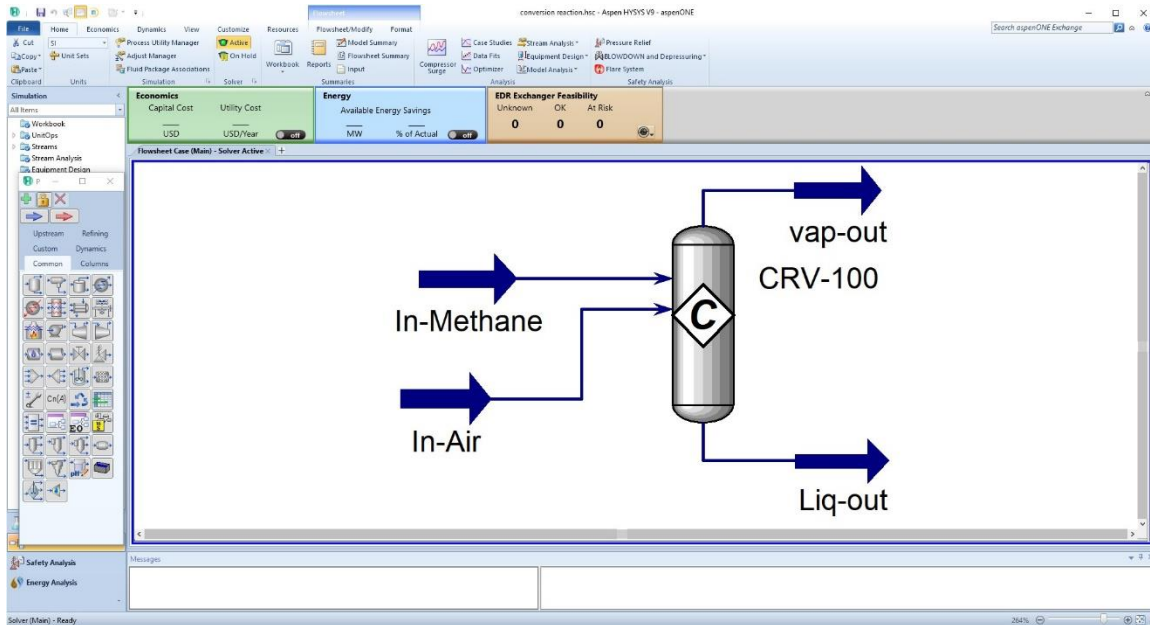 conversion reaction.hsc - Aspen HYSYS V9 - aspenONE
Flowsheet
File Home Economics Dynamics View Customize Resources Flowsheet/Modify Format
Search aspenONE Exchange
Cut
SI
Process Utility Manager
Active
Model Summary
Case Studies
Stream Analysis
Pressure Relief
Copy
Unit Sets
Adjust Manager
On Hold
Flowsheet Summary
Data Fits
Equipment Design
BLOWDOWN and Depressuring
Paste
Fluid Package Associations
Workbook
Reports
Input
Compressor
Surge
Optimizer
Model Analysis
Flare System
Clipboard Units Simulation Solver Summaries Analysis Safety Analysis
Simulation
All Items
Workbook
UnitOps
Streams
Stream Analysis
Equipment Design
Economics
Capital Cost Utility Cost
USD USD/Year off
Energy
Available Energy Savings
MW % of Actual off
EDR Exchanger Feasibility
Unknown OK At Risk
0 0 0
Flowsheet Case (Main) - Solver Active
P
Upstream Refining
Custom Dynamics
Common Columns
Cn(A)
EO
pH
vap-out
CRV-100
In-Methane
C
In-Air
Liq-out
Safety Analysis
Energy Analysis
Messages
Solver (Main) - Ready
264%